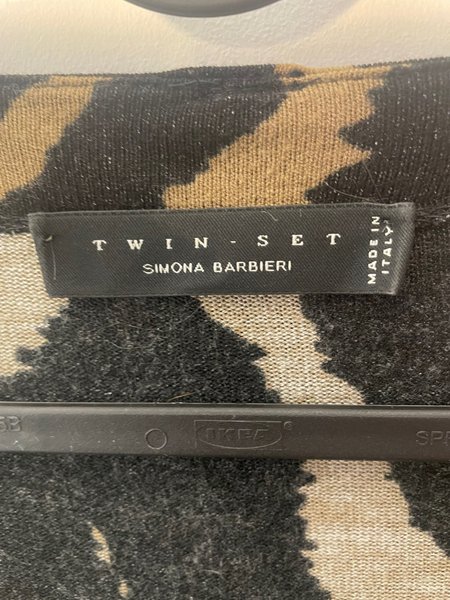 TWIN-SET
SIMONA BARBIERI
MADE IN
ITALY
IKEA